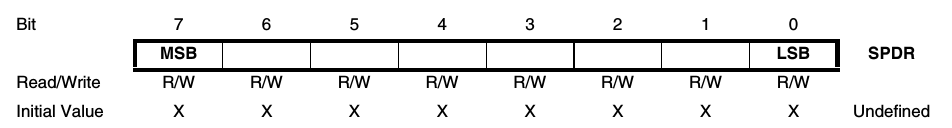 Bit 7 6 5 4 3 2 1 0
MSB LSB SPDR
Read/Write R/W R/W R/W R/W R/W R/W R/W R/W
Initial Value X X X X X X X X Undefined